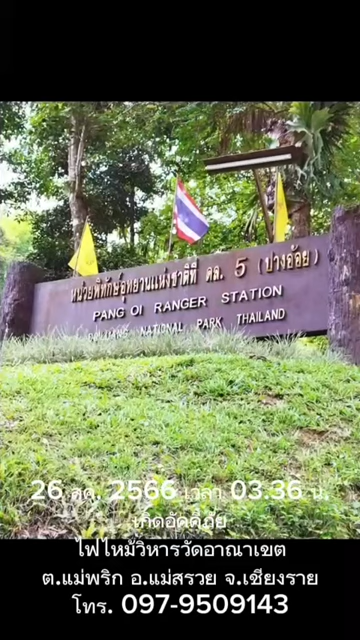 หน่วยพิทักษ์อุทยานแห่งชาติที่ ดล. 5 (ปางอ้อย)
PANG OI RANGER STATION
NATIONAL PARK THAILAND
26 ตค. 2566 เวลา 03.36 น.
เกิดอัคคีภัย
ไฟไหม้วิหารวัดอาณาเขต
ต.แม่พริก อ.แม่สรวย จ.เชียงราย
โทร. 097-9509143